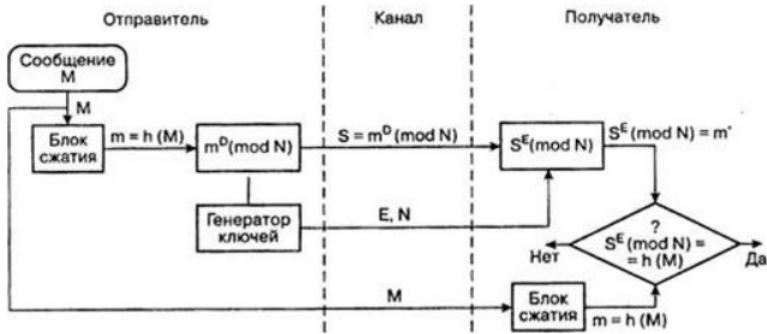 Отправитель
Канал
Получатель
Сообщение
M
M
Блок
сжатия
m = h (M)
m^D (mod N)
S = m^D (mod N)
S^E (mod N)
S^E (mod N) = m'
Генератор
ключей
E, N
?
S^E (mod N) =
= h (M)
Нет
Да
M
Блок
сжатия
m = h (M)